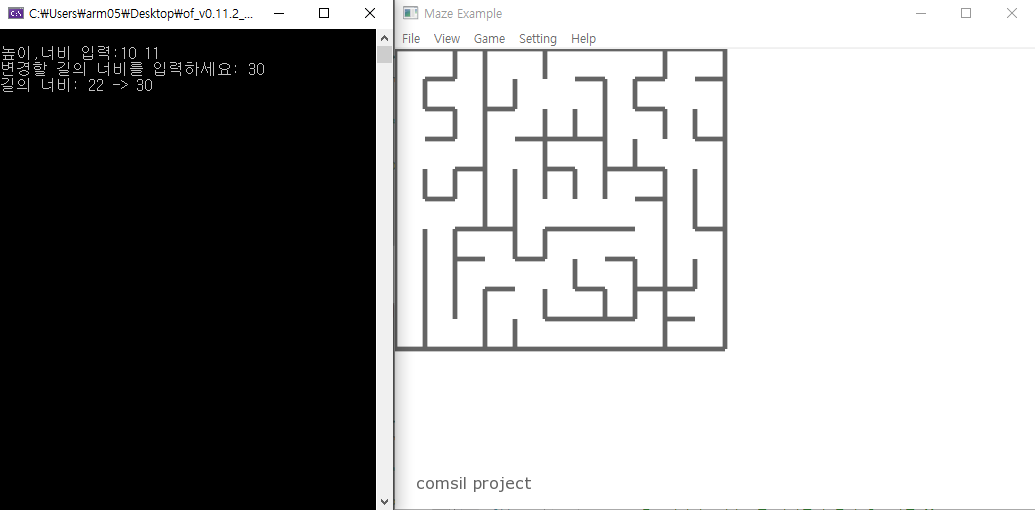 C:₩Users₩arm05₩Desktop₩of_v0.11.2_...
높이,너비 입력:10 11
변경할 길의 너비를 입력하세요: 30
길의 너비: 22 -> 30
Maze Example
File View Game Setting Help
comsil project